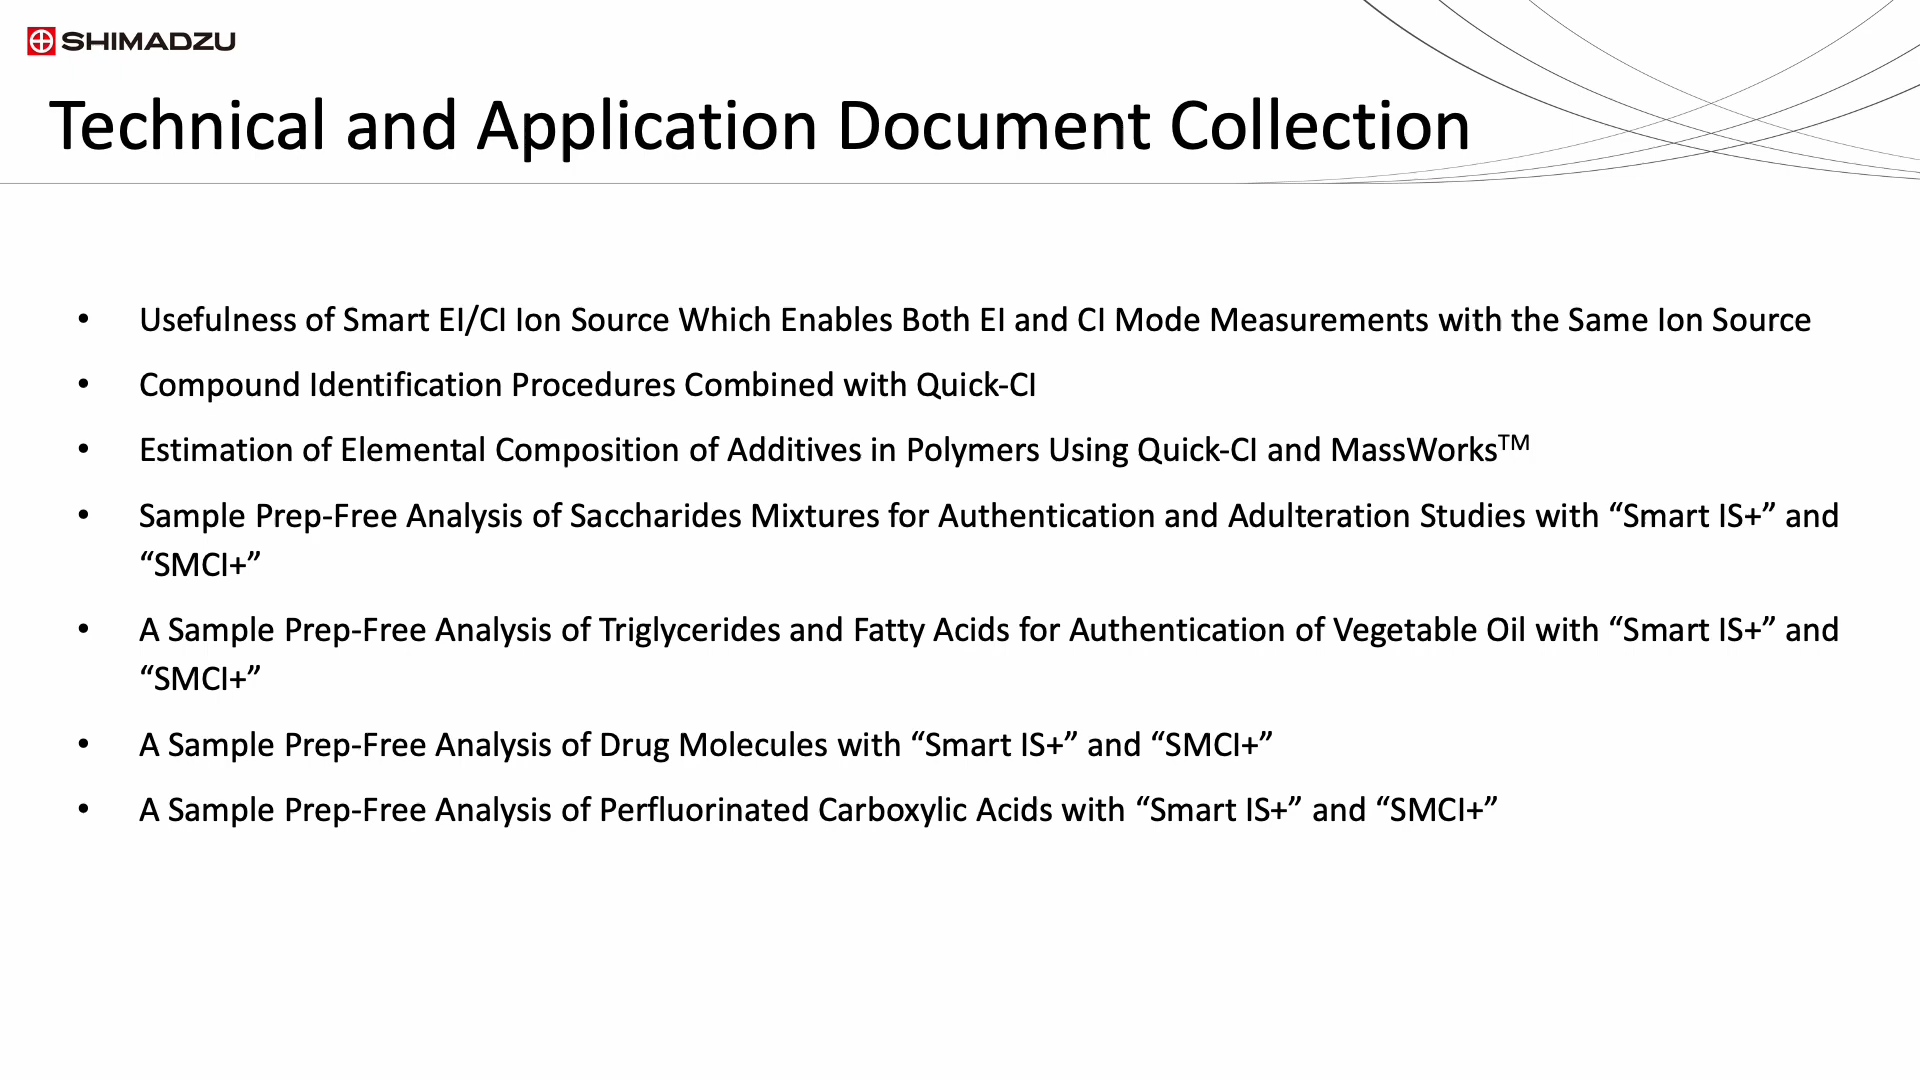 SHIMADZU
Technical and Application Document Collection
• Usefulness of Smart EI/CI Ion Source Which Enables Both EI and CI Mode Measurements with the Same Ion Source
• Compound Identification Procedures Combined with Quick-CI
• Estimation of Elemental Composition of Additives in Polymers Using Quick-CI and MassWorks™
• Sample Prep-Free Analysis of Saccharides Mixtures for Authentication and Adulteration Studies with “Smart IS+” and
“SMCI+”
• A Sample Prep-Free Analysis of Triglycerides and Fatty Acids for Authentication of Vegetable Oil with “Smart IS+” and
“SMCI+”
• A Sample Prep-Free Analysis of Drug Molecules with “Smart IS+” and “SMCI+”
• A Sample Prep-Free Analysis of Perfluorinated Carboxylic Acids with “Smart IS+” and “SMCI+”